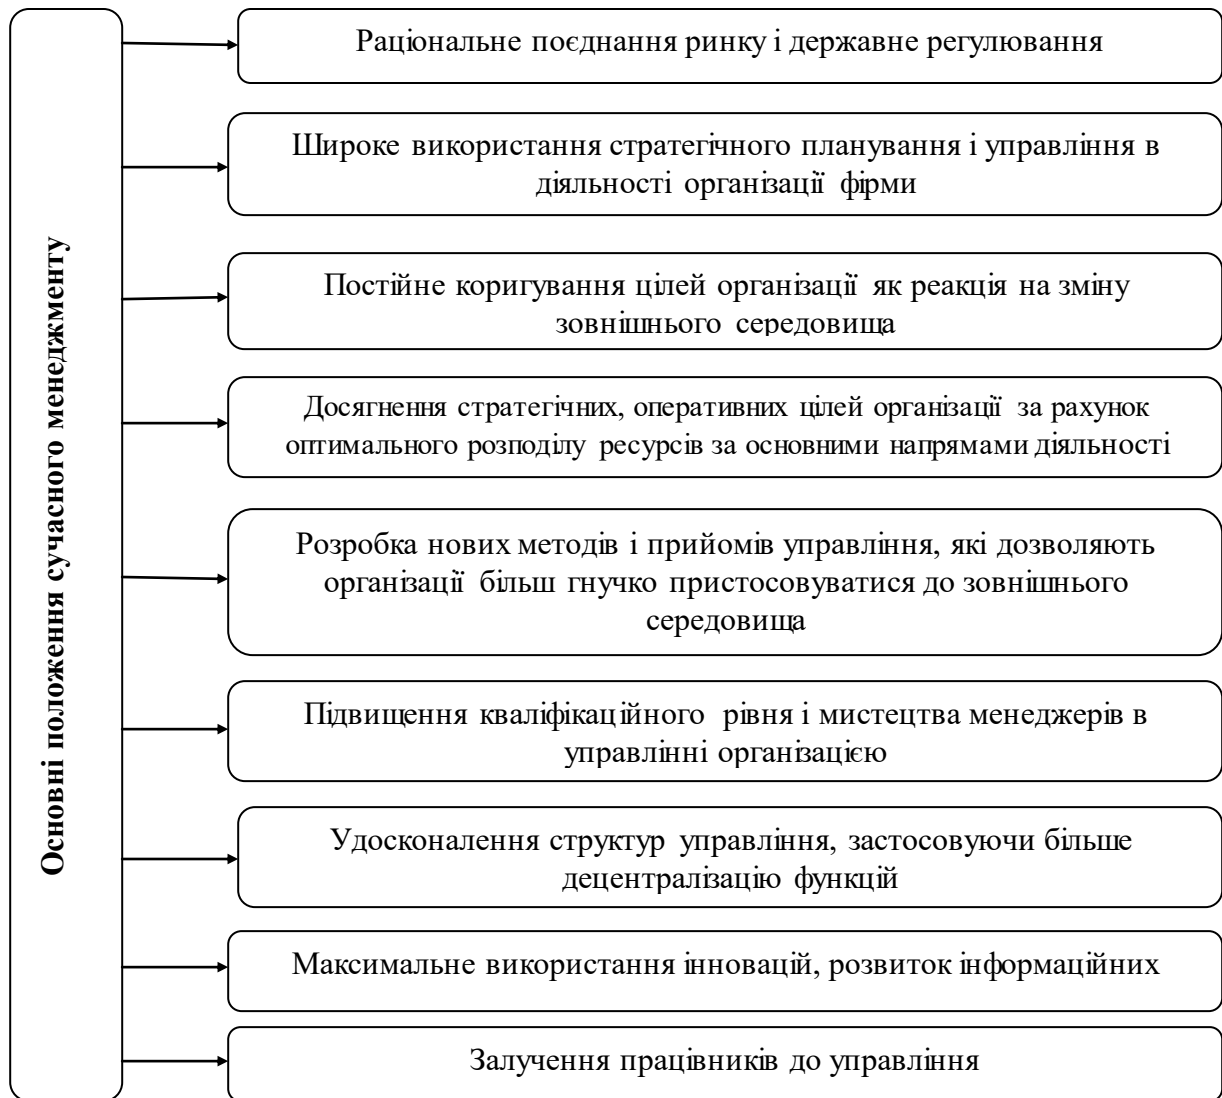 Основні положення сучасного менеджменту
Раціональне поєднання ринку і державне регулювання
Широке використання стратегічного планування і управління в
діяльності організації фірми
Постійне коригування цілей організації як реакція на зміну
зовнішнього середовища
Досягнення стратегічних, оперативних цілей організації за рахунок
оптимального розподілу ресурсів за основними напрямами діяльності
Розробка нових методів і прийомів управління, які дозволяють
організації більш гнучко пристосовуватися до зовнішнього
середовища
Підвищення кваліфікаційного рівня і мистецтва менеджерів в
управлінні організацією
Удосконалення структур управління, застосовуючи більше
децентралізацію функцій
Максимальне використання інновацій, розвиток інформаційних
Залучення працівників до управління